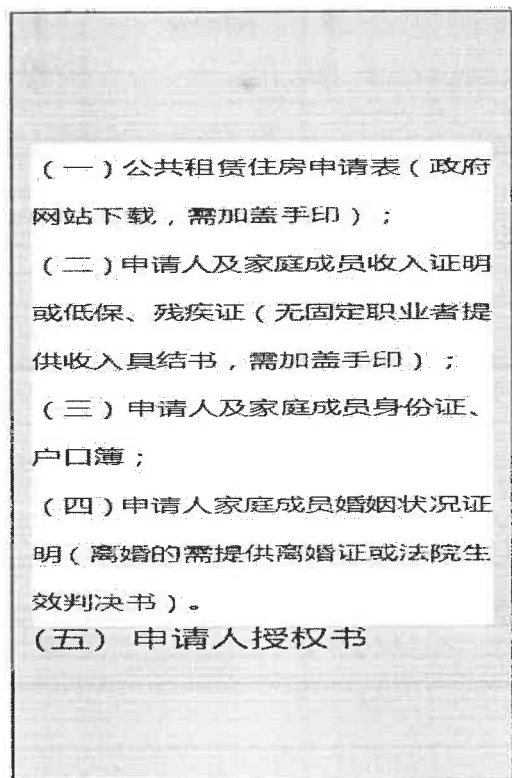 (一)公共租赁住房申请表(政府
网站下载,需加盖手印);
(二)申请人及家庭成员收入证明
或低保、残疾证(无固定职业者提
供收入具结书,需加盖手印);
(三)申请人及家庭成员身份证、
户口簿;
(四)申请人家庭成员婚姻状况证
明(离婚的需提供离婚证或法院生
效判决书)。
(五) 申请人授权书